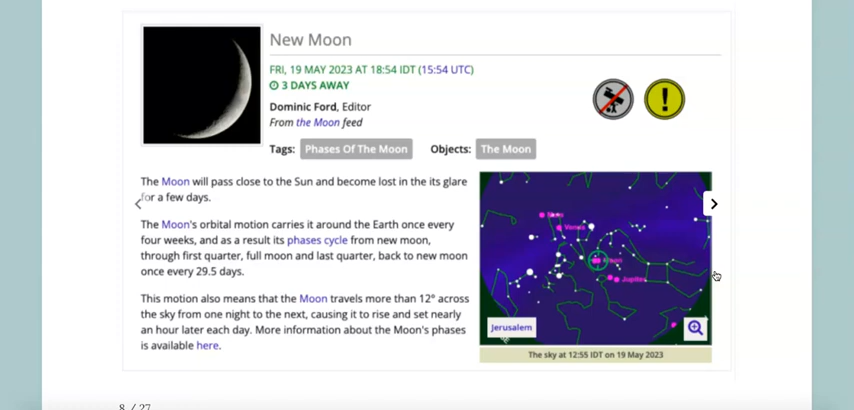 New Moon
FRI, 19 MAY 2023 AT 18:54 IDT (15:54 UTC)
3 DAYS AWAY
Dominic Ford, Editor
From the Moon feed
Tags: Phases Of The Moon Objects: The Moon
The Moon will pass close to the Sun and become lost in the its glare
for a few days.
The Moon's orbital motion carries it around the Earth once every
four weeks, and as a result its phases cycle from new moon,
through first quarter, full moon and last quarter, back to new moon
once every 29.5 days.
This motion also means that the Moon travels more than 12° across
the sky from one night to the next, causing it to rise and set nearly
an hour later each day. More information about the Moon's phases
is available here.
Venus
Jupiter
Jerusalem
The sky at 12:55 IDT on 19 May 2023
8 / 27